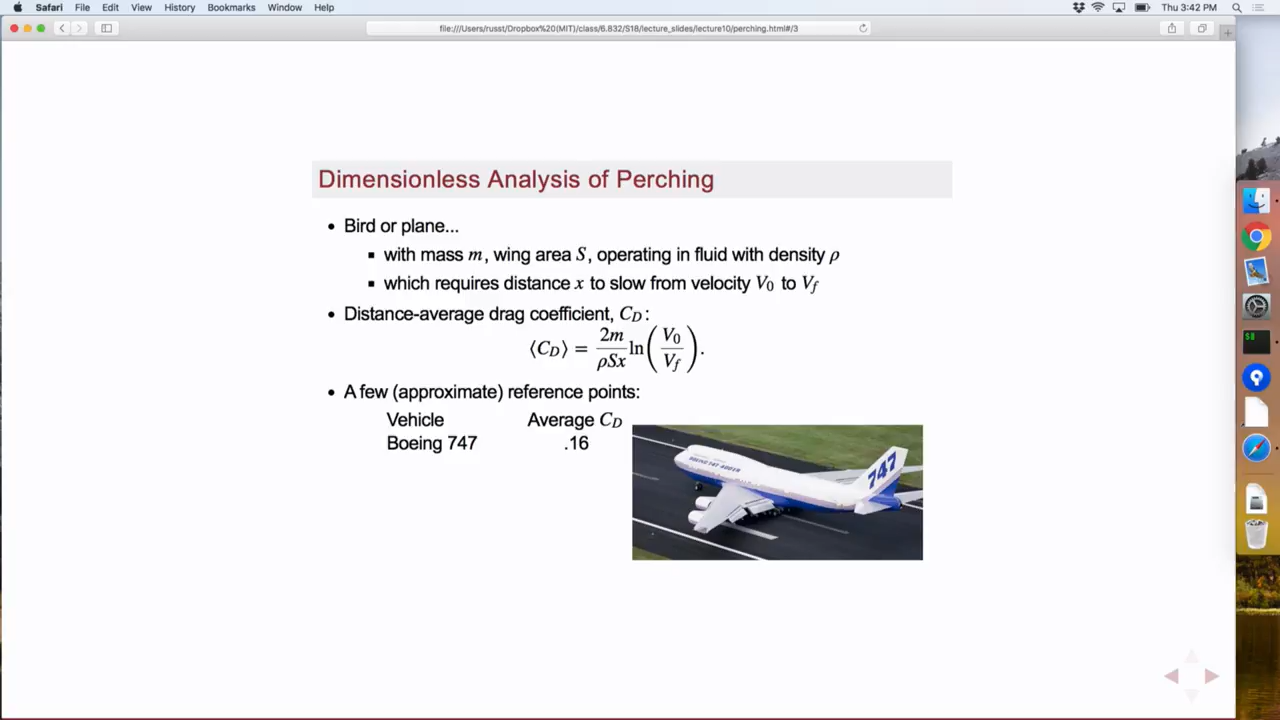 Safari File Edit View History Bookmarks Window Help Thu 3:42 PM
file:///Users/russt/Dropbox%20(MIT)/class/6.832/S18/lecture_slides/lecture10/perching.html#/3
Dimensionless Analysis of Perching
• Bird or plane...
▪ with mass m, wing area S, operating in fluid with density ρ
▪ which requires distance x to slow from velocity V₀ to V_f
• Distance-average drag coefficient, C_D:
⟨C_D⟩ = 2m/ρSx ln(V₀/V_f).
• A few (approximate) reference points:
Vehicle Average C_D
Boeing 747 .16
747